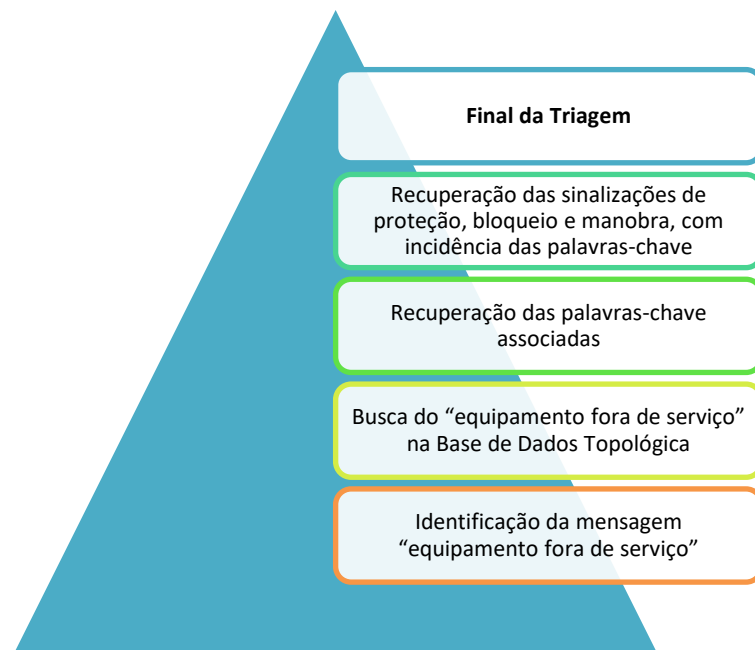 Final da Triagem
Recuperação das sinalizações de
proteção, bloqueio e manobra, com
incidência das palavras-chave
Recuperação das palavras-chave
associadas
Busca do “equipamento fora de serviço”
na Base de Dados Topológica
Identificação da mensagem
“equipamento fora de serviço”